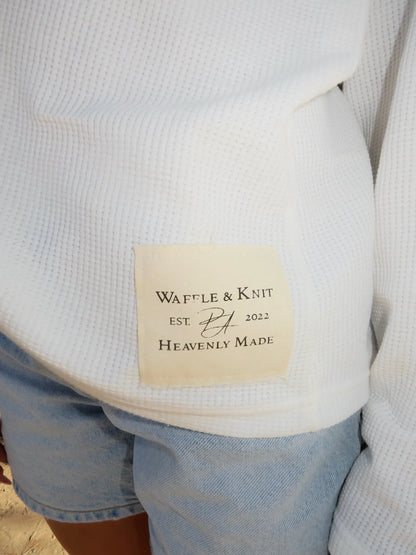 WAFFLE & KNIT
EST. 2022
HEAVENLY MADE